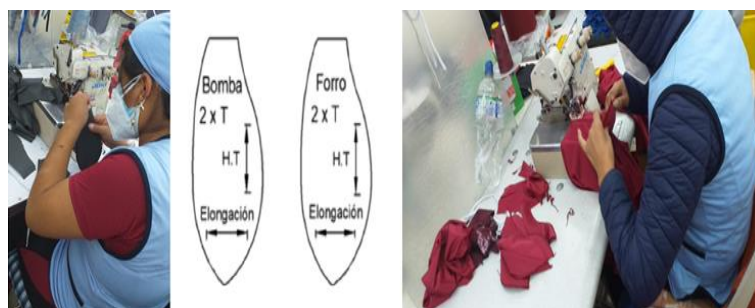 Bomba
2 x T
H.T
Elongación
Forro
2 x T
H.T
Elongación